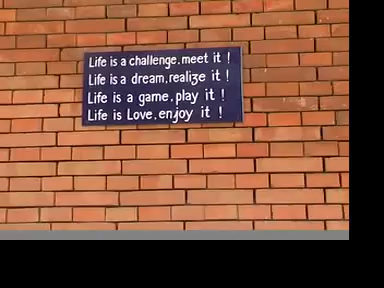 Life is a challenge.meet it !
Life is a dream,realize it !
Life is a game,play it !
Life is Love,enjoy it !